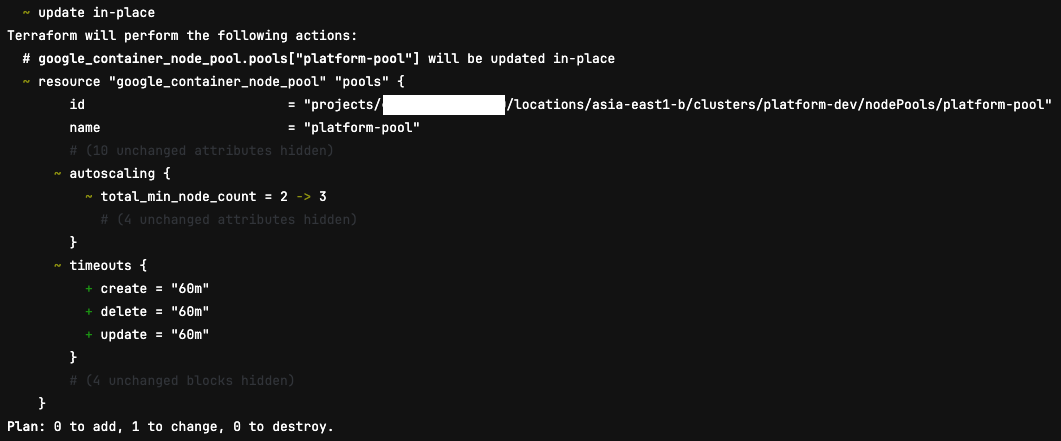 ~ update in-place
Terraform will perform the following actions:
# google_container_node_pool.pools["platform-pool"] will be updated in-place
~ resource "google_container_node_pool" "pools" {
id = "projects/ /locations/asia-east1-b/clusters/platform-dev/nodePools/platform-pool"
name = "platform-pool"
# (10 unchanged attributes hidden)
~ autoscaling {
~ total_min_node_count = 2 -> 3
# (4 unchanged attributes hidden)
}
~ timeouts {
+ create = "60m"
+ delete = "60m"
+ update = "60m"
}
# (4 unchanged blocks hidden)
}
Plan: 0 to add, 1 to change, 0 to destroy.